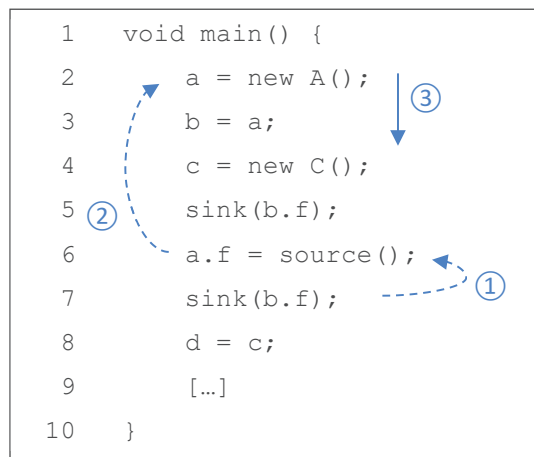 1 void main() {
2 a = new A();
③
3 b = a;
4 c = new C();
5 sink(b.f);
②
6 a.f = source();
①
7 sink(b.f);
8 d = c;
9 […]
10 }